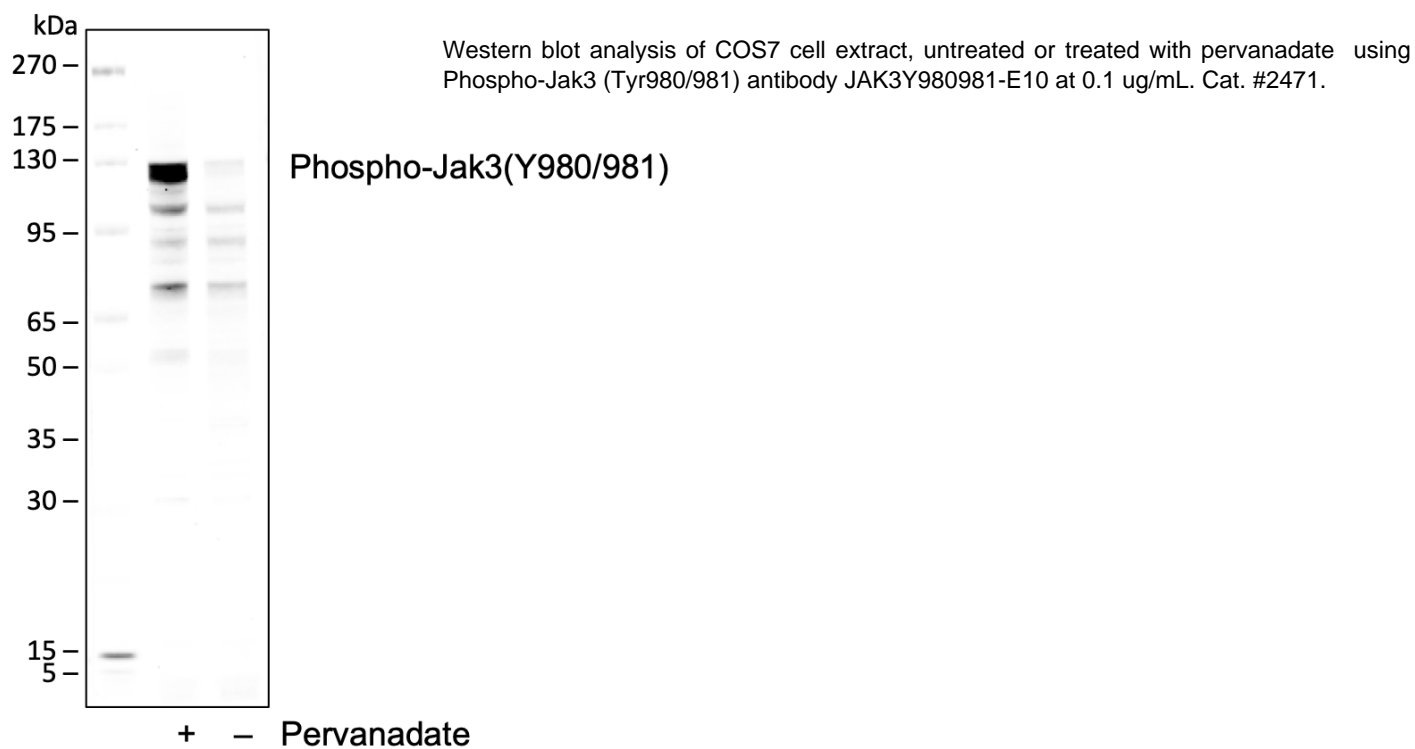 kDa
270 –
Western blot analysis of COS7 cell extract, untreated or treated with pervanadate using
Phospho-Jak3 (Tyr980/981) antibody JAK3Y980981-E10 at 0.1 ug/mL. Cat. #2471.
175 –
130 –
Phospho-Jak3(Y980/981)
95 –
65 –
50 –
35 –
30 –
15 –
5 –
+ – Pervanadate